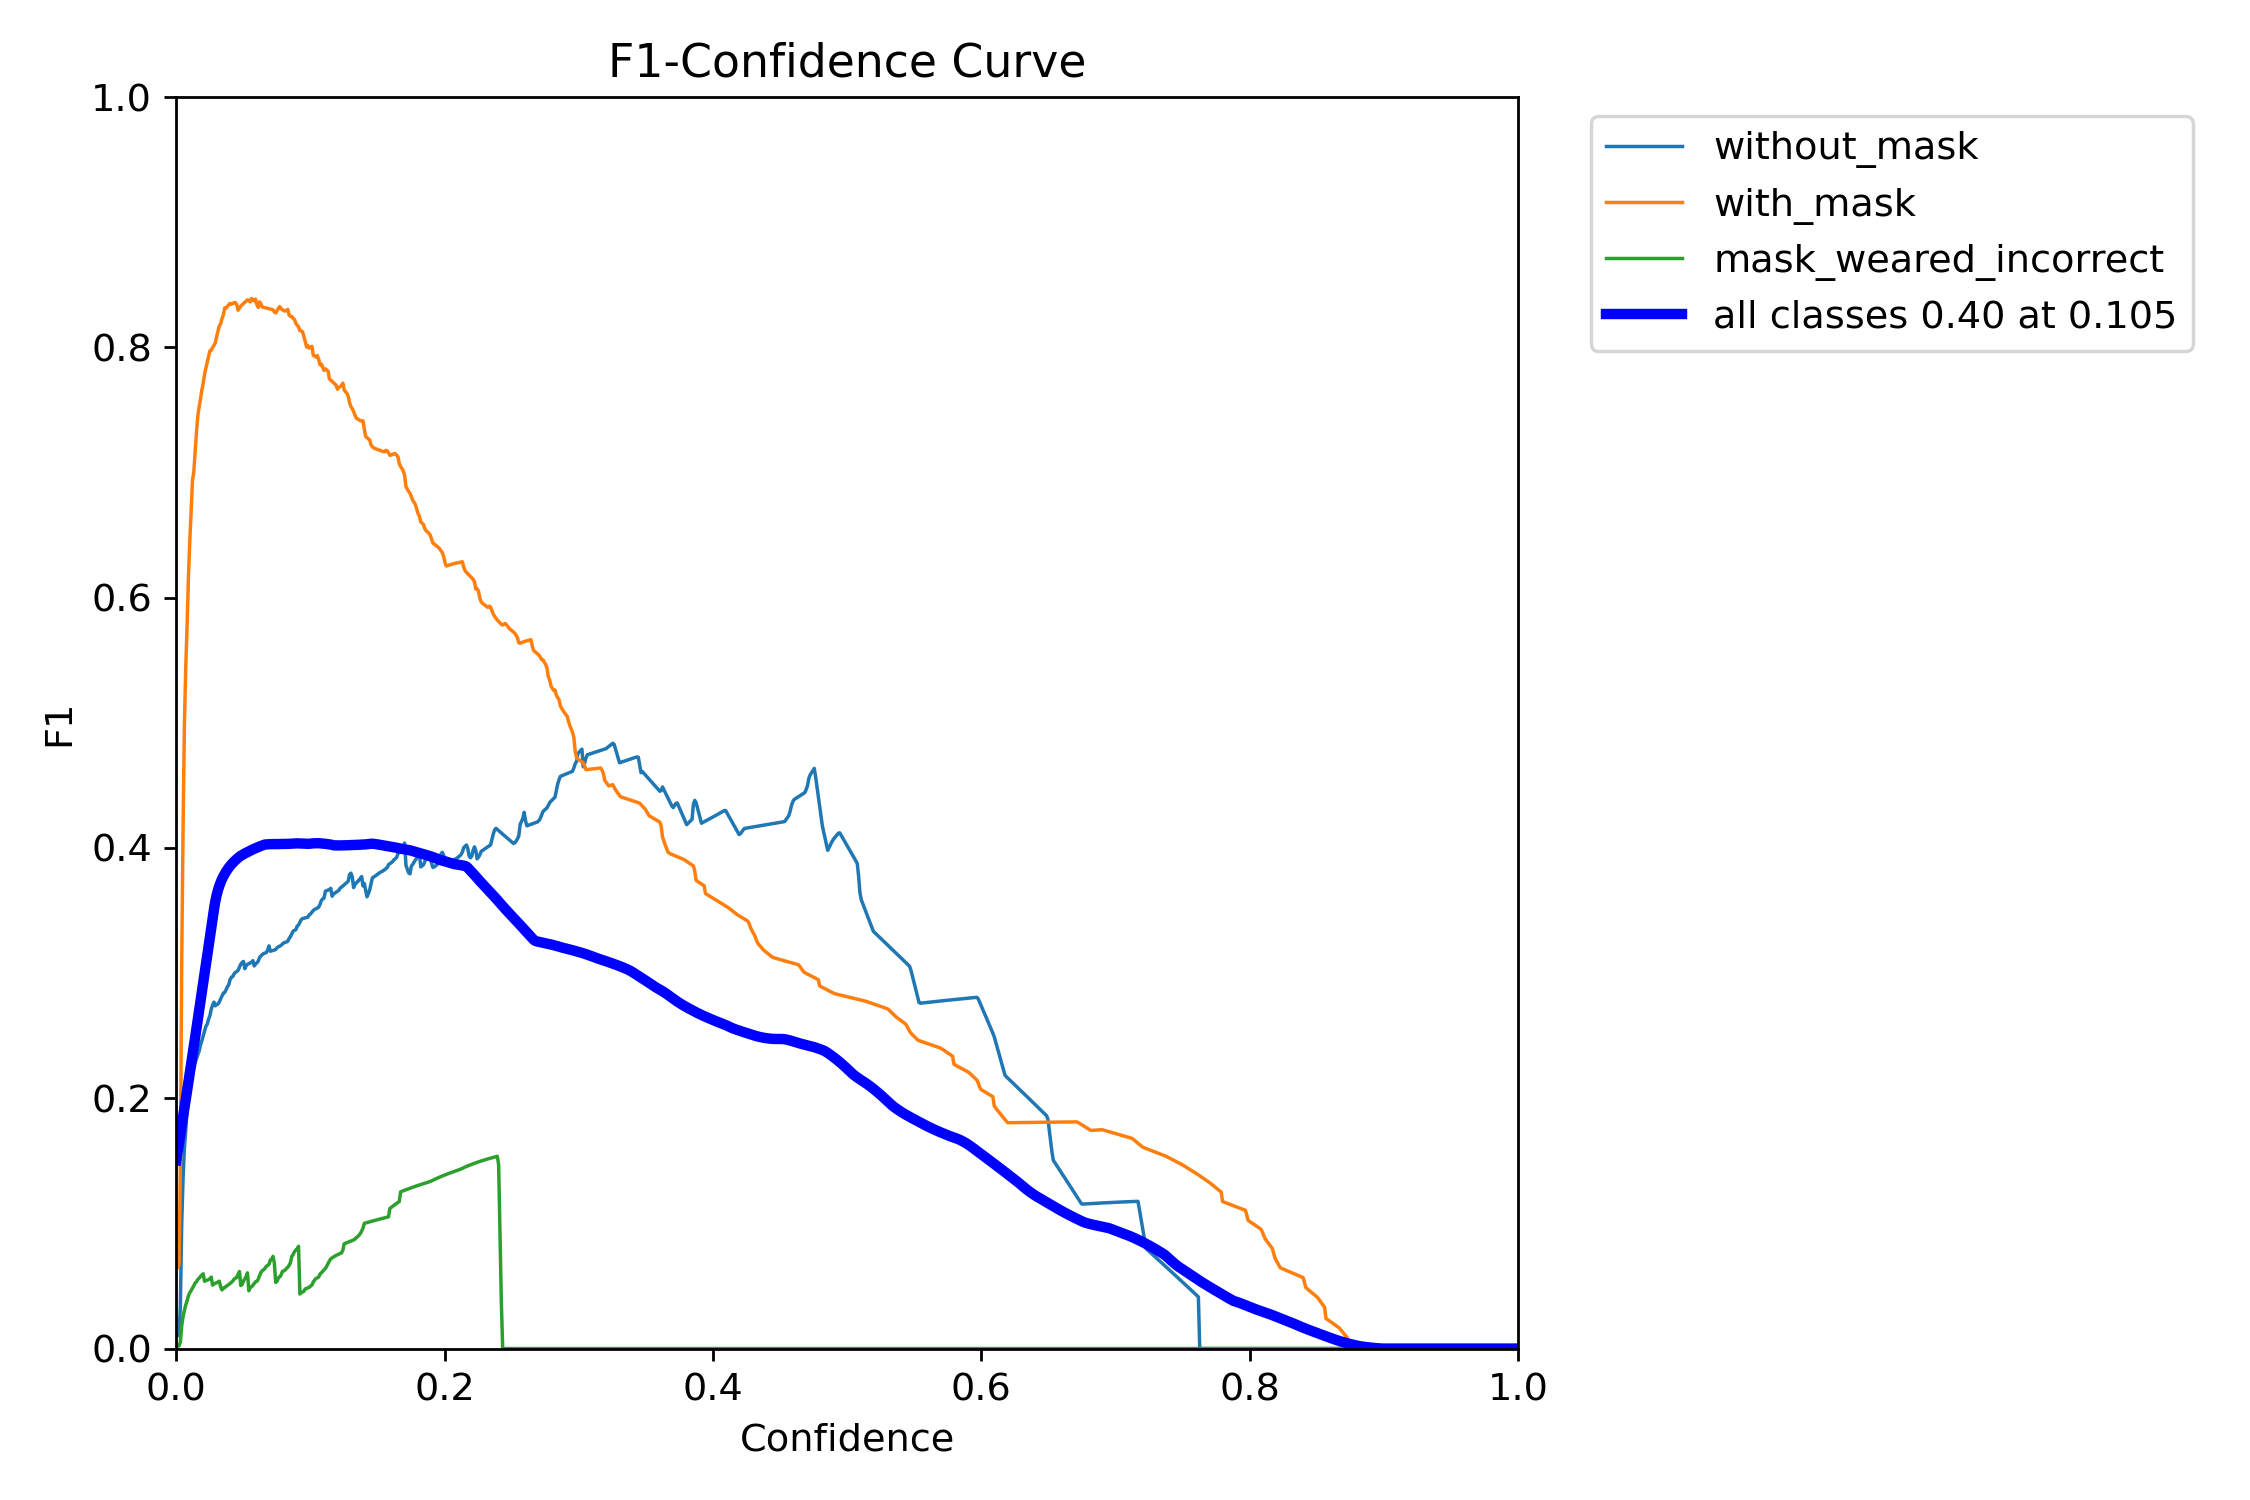 F1-Confidence Curve
1.0
0.8
0.6
0.4
0.2
0.0
F1
0.0 0.2 0.4 0.6 0.8 1.0
Confidence
without_mask
with_mask
mask_weared_incorrect
all classes 0.40 at 0.105